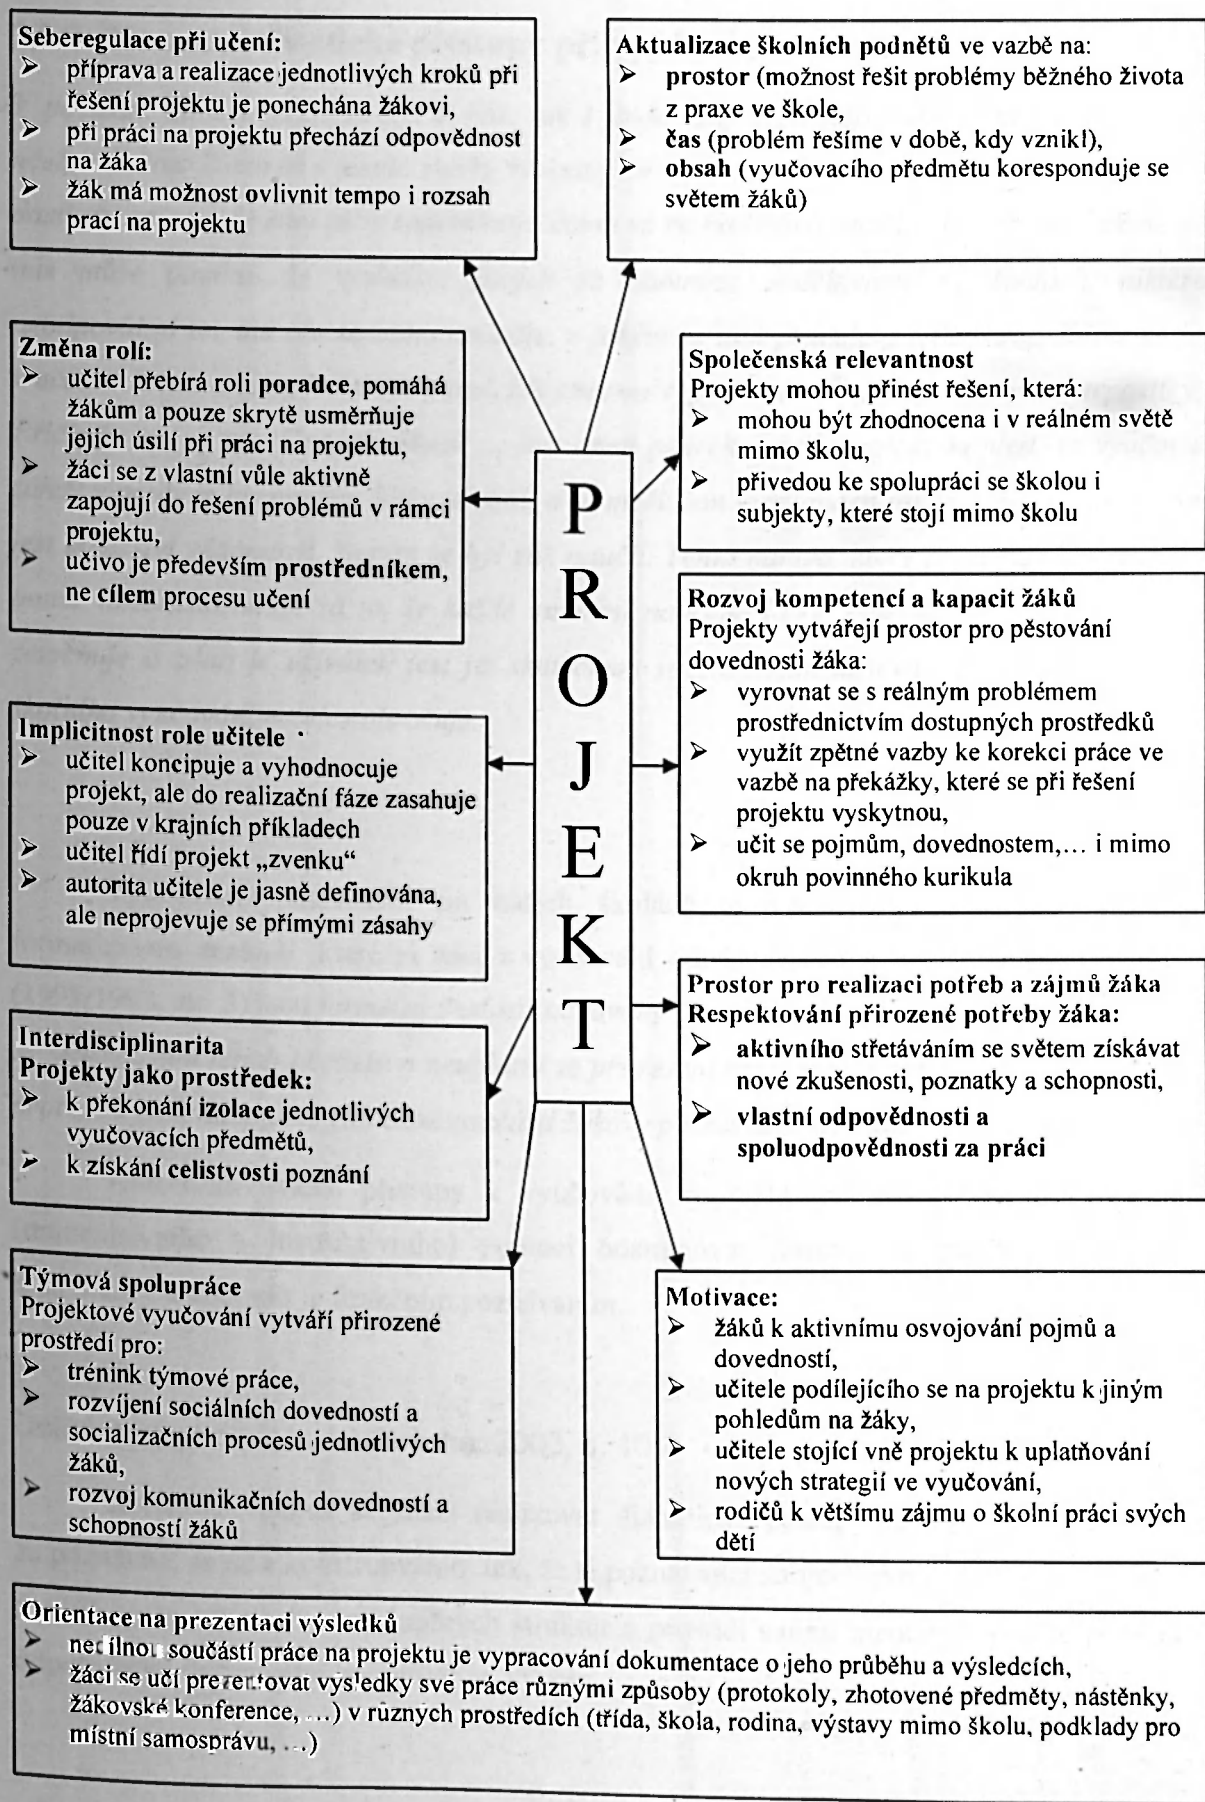 Seberegulace při učení:
➢ příprava a realizace jednotlivých kroků při
řešení projektu je ponechána žákovi,
➢ při práci na projektu přechází odpovědnost
na žáka
➢ žák má možnost ovlivnit tempo i rozsah
prací na projektu
Aktualizace školních podnětů ve vazbě na:
➢ prostor (možnost řešit problémy běžného života
z praxe ve škole,
➢ čas (problém řešíme v době, kdy vznikl),
➢ obsah (vyučovacího předmětu koresponduje se
světem žáků)
Změna rolí:
➢ učitel přebírá roli poradce, pomáhá
žákům a pouze skrytě usměrňuje
jejich úsilí při práci na projektu,
➢ žáci se z vlastní vůle aktivně
zapojují do řešení problémů v rámci
projektu,
➢ učivo je především prostředníkem,
ne cílem procesu učení
Společenská relevantnost
Projekty mohou přinést řešení, která:
➢ mohou být zhodnocena i v reálném světě
mimo školu,
➢ přivedou ke spolupráci se školou i
subjekty, které stojí mimo školu
P
R
O
J
E
K
T
Rozvoj kompetencí a kapacit žáků
Projekty vytvářejí prostor pro pěstování
dovednosti žáka:
➢ vyrovnat se s reálným problémem
prostřednictvím dostupných prostředků
➢ využít zpětné vazby ke korekci práce ve
vazbě na překážky, které se při řešení
projektu vyskytnou,
➢ učit se pojmům, dovednostem,... i mimo
okruh povinného kurikula
Implicitnost role učitele
➢ učitel koncipuje a vyhodnocuje
projekt, ale do realizační fáze zasahuje
pouze v krajních příkladech
➢ učitel řídí projekt „zvenku“
➢ autorita učitele je jasně definována,
ale neprojevuje se přímými zásahy
Prostor pro realizaci potřeb a zájmů žáka
Respektování přirozené potřeby žáka:
➢ aktivního střetáváním se světem získávat
nové zkušenosti, poznatky a schopnosti,
➢ vlastní odpovědnosti a
spoluodpovědnosti za práci
Interdisciplinarita
Projekty jako prostředek:
➢ k překonání izolace jednotlivých
vyučovacích předmětů,
➢ k získání celistvosti poznání
Týmová spolupráce
Projektové vyučování vytváří přirozené
prostředí pro:
➢ trénink týmové práce,
➢ rozvíjení sociálních dovedností a
socializačních procesů jednotlivých
žáků,
➢ rozvoj komunikačních dovedností a
schopností žáků
Motivace:
➢ žáků k aktivnímu osvojování pojmů a
dovedností,
➢ učitele podílejícího se na projektu k jiným
pohledům na žáky,
➢ učitele stojící vně projektu k uplatňování
nových strategií ve vyučování,
➢ rodičů k většímu zájmu o školní práci svých
dětí
Orientace na prezentaci výsledků
➢ nedílnou součástí práce na projektu je vypracování dokumentace o jeho průběhu a výsledcích,
➢ žáci se učí prezentovat výsledky své práce různými způsoby (protokoly, zhotovené předměty, nástěnky,
žákovské konference, ...) v různých prostředích (třída, škola, rodina, výstavy mimo školu, podklady pro
místní samosprávu, ...)